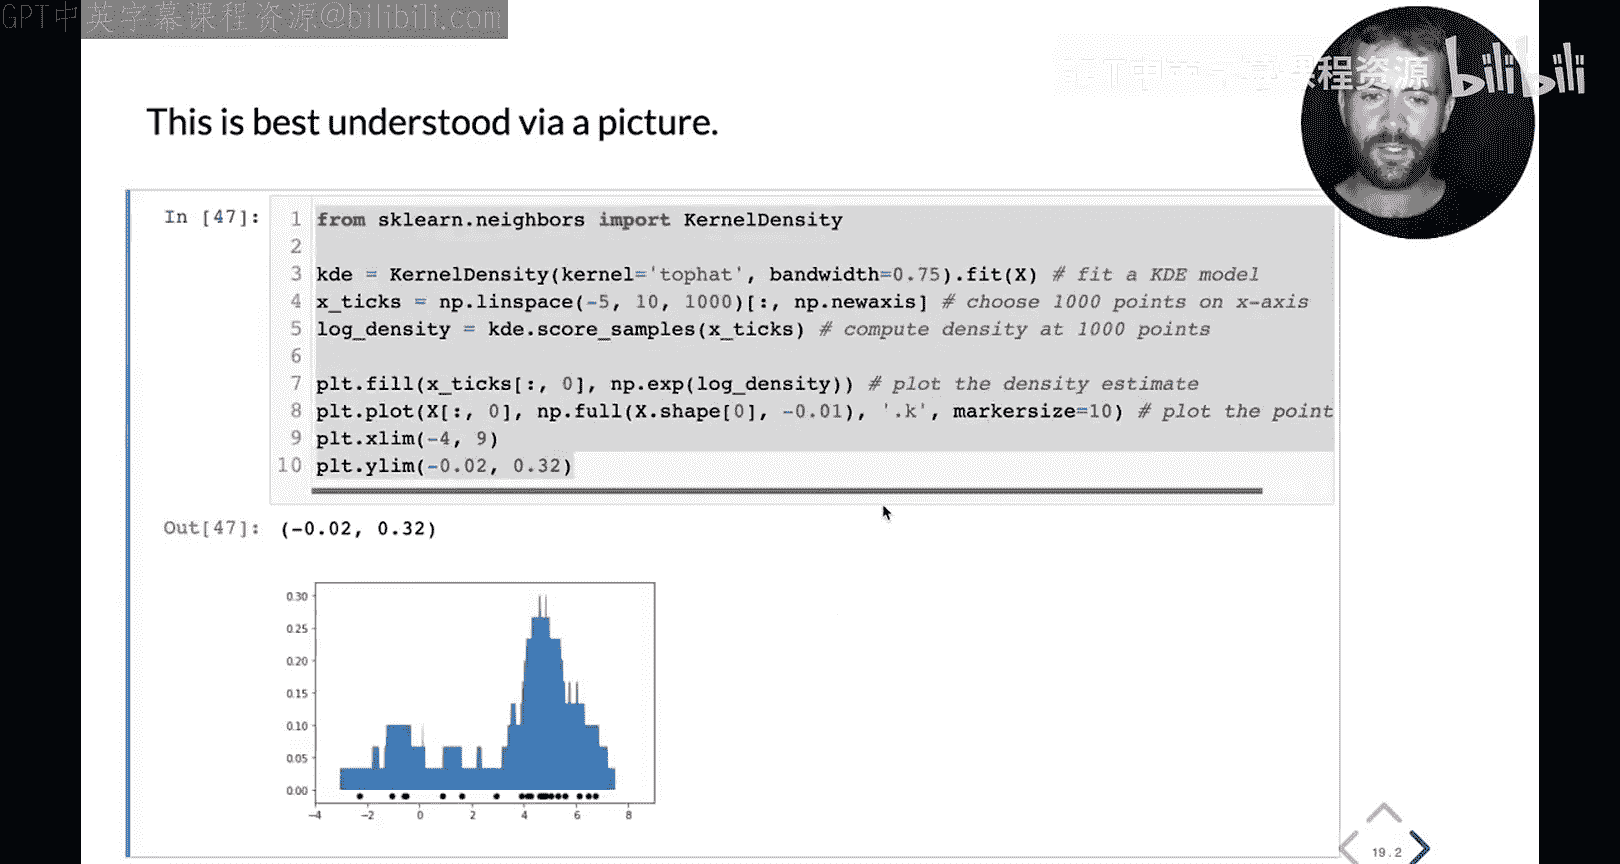 GPT中英字幕课程资源@bilibili.com
课程资源
bilibili
This is best understood via a picture.
In [47]:
1 from sklearn.neighbors import KernelDensity
2
3 kde = KernelDensity(kernel='tophat', bandwidth=0.75).fit(X) # fit a KDE model
4 x_ticks = np.linspace(-5, 10, 1000)[:, np.newaxis] # choose 1000 points on x-axis
5 log_density = kde.score_samples(x_ticks) # compute density at 1000 points
6
7 plt.fill(x_ticks[:, 0], np.exp(log_density)) # plot the density estimate
8 plt.plot(X[:, 0], np.full(X.shape[0], -0.01), '.k', markersize=10) # plot the point
9 plt.xlim(-4, 9)
10 plt.ylim(-0.02, 0.32)
Out[47]: (-0.02, 0.32)
0.30
0.25
0.20
0.15
0.10
0.05
0.00
-4 -2 0 2 4 6 8
19.2